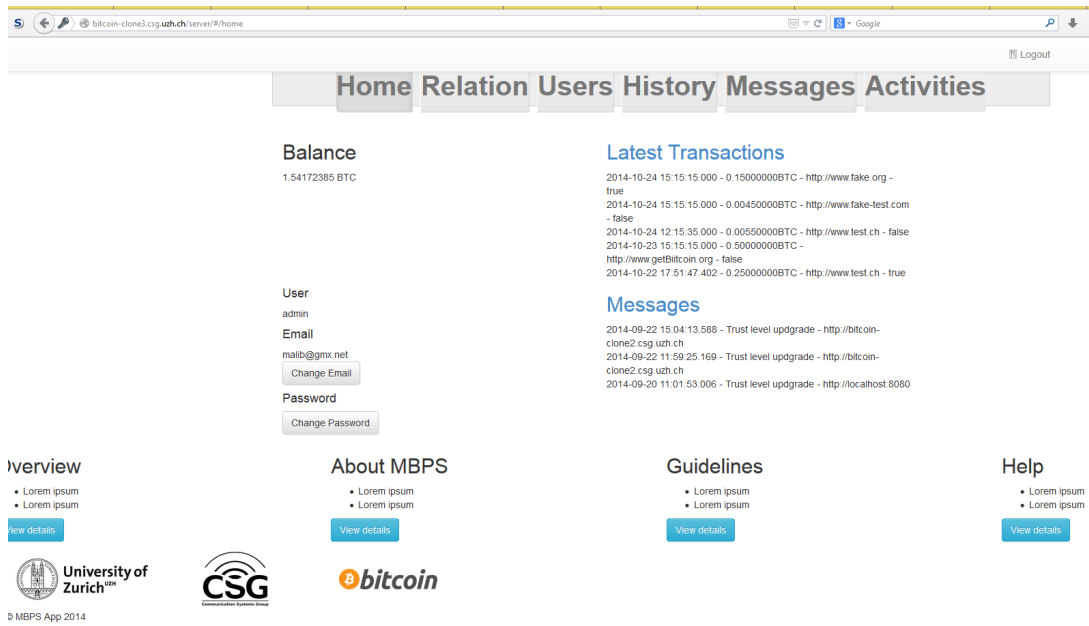 bitcoin-clone3.csg.uzh.ch/server/#/home
Google
Logout
Home Relation Users History Messages Activities
Balance
1.54172385 BTC
Latest Transactions
2014-10-24 15:15:15.000 - 0.15000000BTC - http://www.fake.org -
true
2014-10-24 15:15:15.000 - 0.00450000BTC - http://www.fake-test.com
- false
2014-10-24 12:15:35.000 - 0.00550000BTC - http://www.test.ch - false
2014-10-23 15:15:15.000 - 0.50000000BTC -
http://www.getBiitcoin.org - false
2014-10-22 17:51:47.402 - 0.25000000BTC - http://www.test.ch - true
User
admin
Email
malib@gmx.net
Change Email
Password
Change Password
Messages
2014-09-22 15:04:13.588 - Trust level updgrade - http://bitcoin-
clone2.csg.uzh.ch
2014-09-22 11:59:25.169 - Trust level updgrade - http://bitcoin-
clone2.csg.uzh.ch
2014-09-20 11:01:53.006 - Trust level updgrade - http://localhost:8080
Overview
Lorem ipsum
Lorem ipsum
View details
About MBPS
Lorem ipsum
Lorem ipsum
View details
Guidelines
Lorem ipsum
Lorem ipsum
View details
Help
Lorem ipsum
Lorem ipsum
View details
University of
Zurich UZH
CSG
Communication Systems Group
bitcoin
© MBPS App 2014